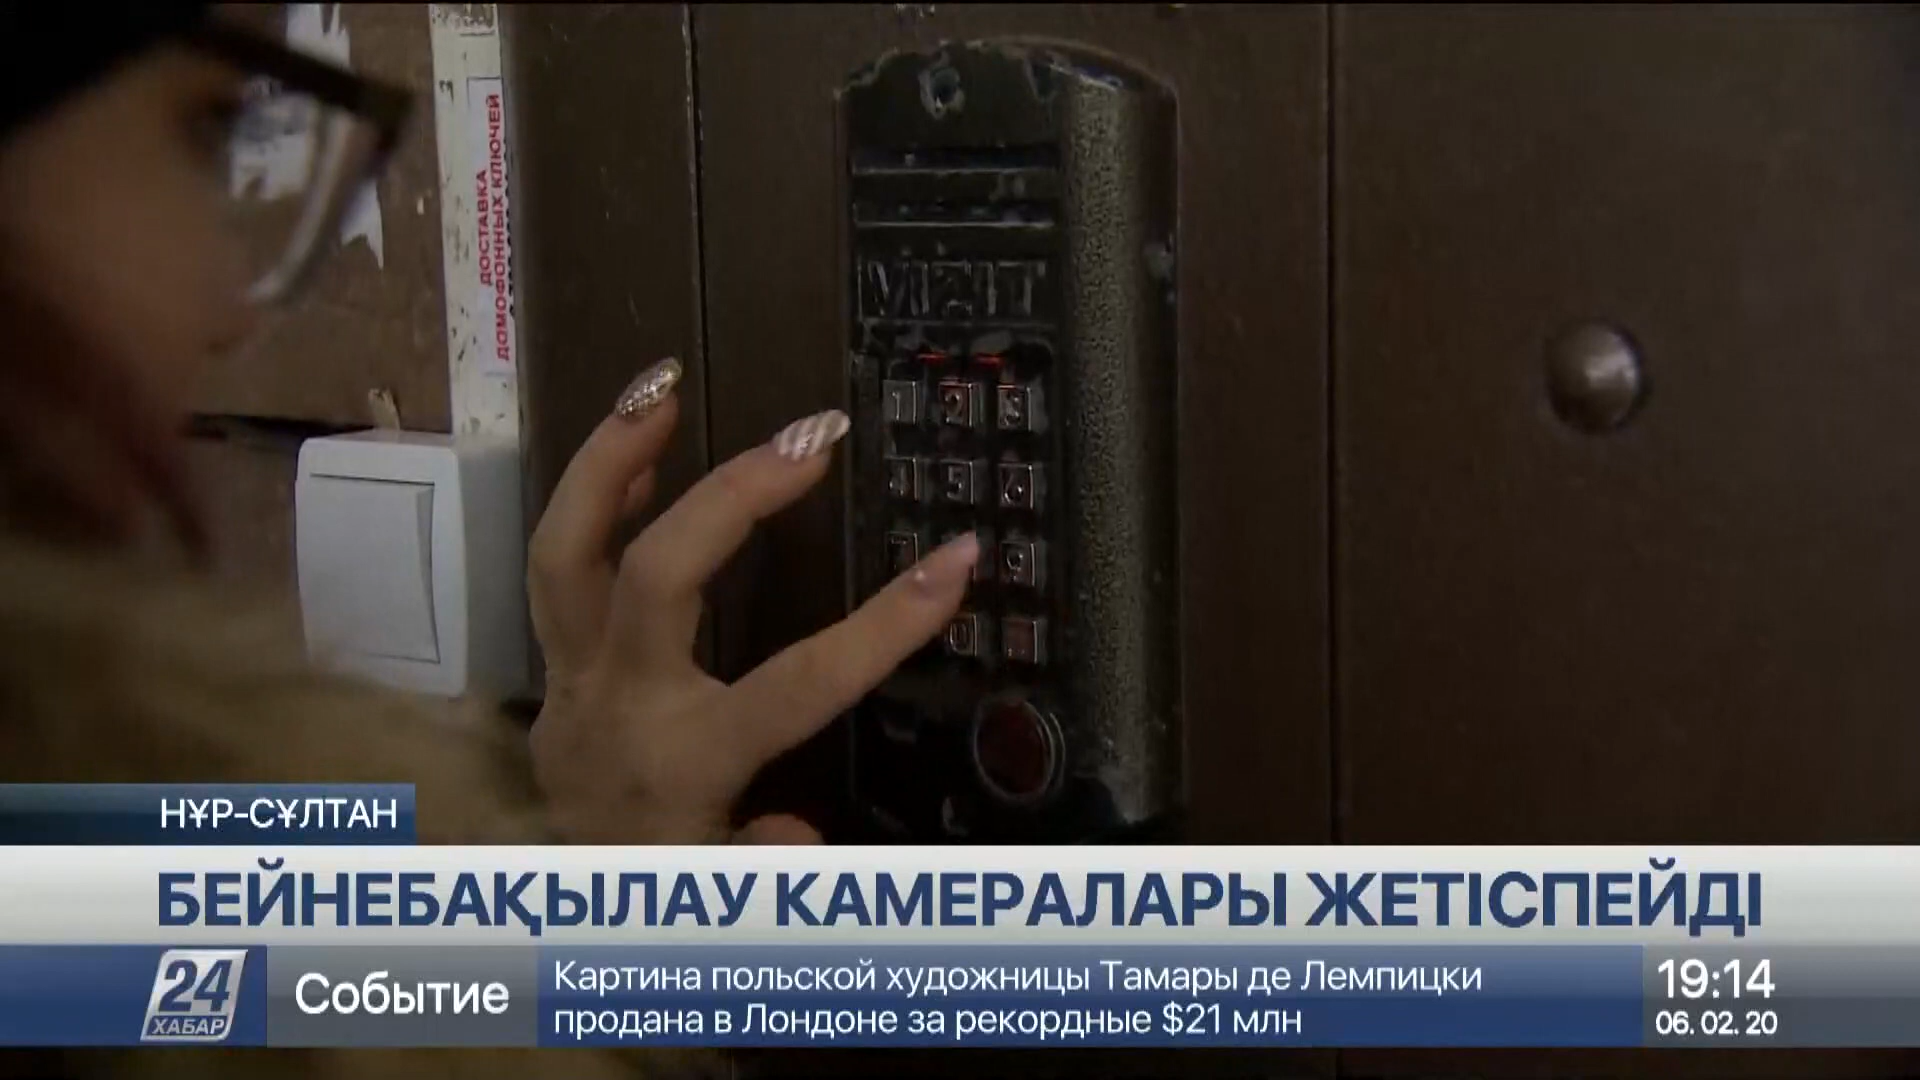 ДОСТАВКА
ДОМОФОННЫХ КЛЮЧЕЙ
VIZIT
1 2 3
4 5 6
7 9
0
НҰР-СҰЛТАН
БЕЙНЕБАҚЫЛАУ КАМЕРАЛАРЫ ЖЕТІСПЕЙДІ
24
ХАБАР
Событие
Картина польской художницы Тамары де Лемпицки
продана в Лондоне за рекордные $21 млн
19:14
06. 02. 20